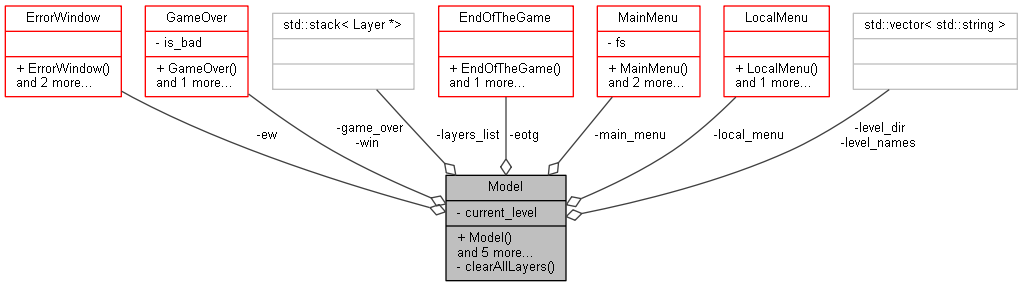 ErrorWindow
+ ErrorWindow()
and 2 more...
GameOver
- is_bad
+ GameOver()
and 1 more...
std::stack< Layer *>
EndOfTheGame
+ EndOfTheGame()
and 1 more...
MainMenu
- fs
+ MainMenu()
and 2 more...
LocalMenu
+ LocalMenu()
and 1 more...
std::vector< std::string >
-ew
-game_over
-win
-layers_list
-eotg
-main_menu
-local_menu
-level_dir
-level_names
Model
- current_level
+ Model()
and 5 more...
- clearAllLayers()